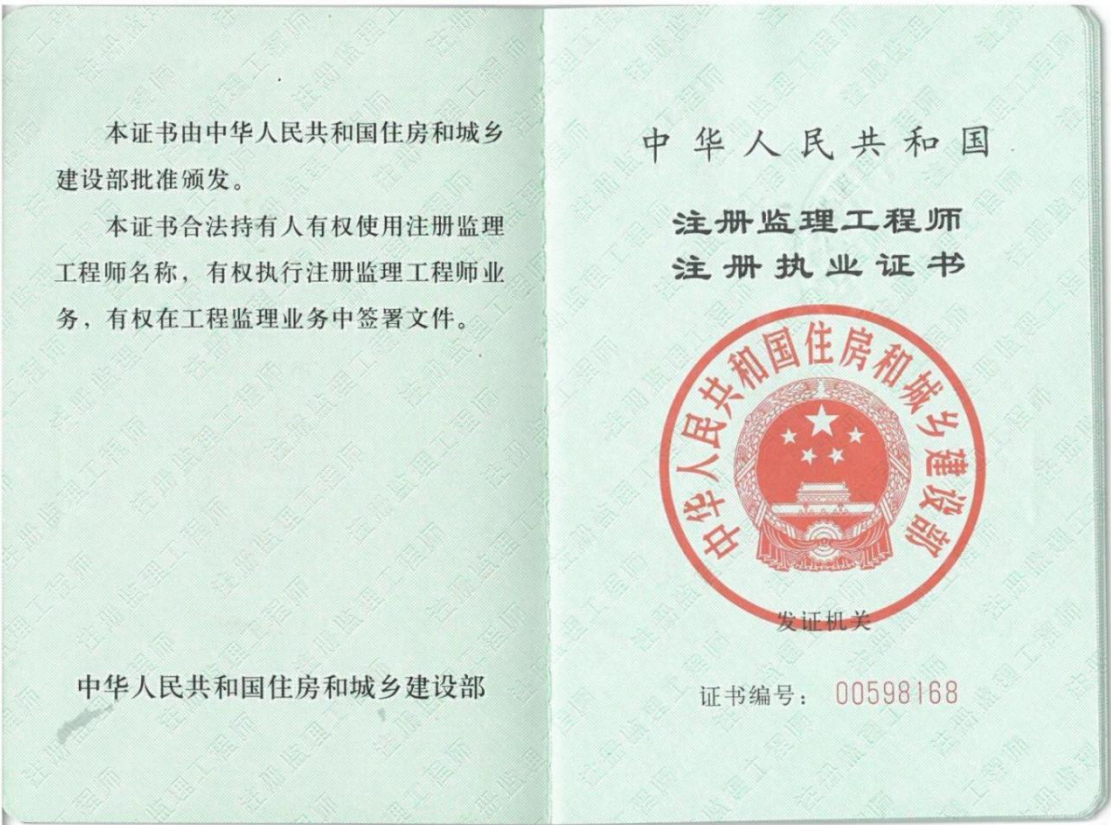 本证书由中华人民共和国住房和城乡
建设部批准颁发。
本证书合法持有人有权使用注册监理
工程师名称，有权执行注册监理工程师业
务，有权在工程监理业务中签署文件。
中华人民共和国住房和城乡建设部
中华人民共和国
注册监理工程师
注册执业证书
中华人民共和国住房和城乡建设部
发证机关
证书编号： 00598168